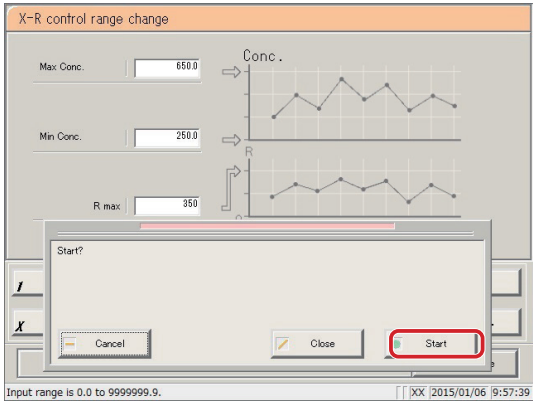 X-R control range change
Conc.
Max Conc. 650.0
Min Conc. 250.0
R
R max 350
Start?
1
X
Cancel Close Start
Input range is 0.0 to 9999999.9. XX 2015/01/06 9:57:39